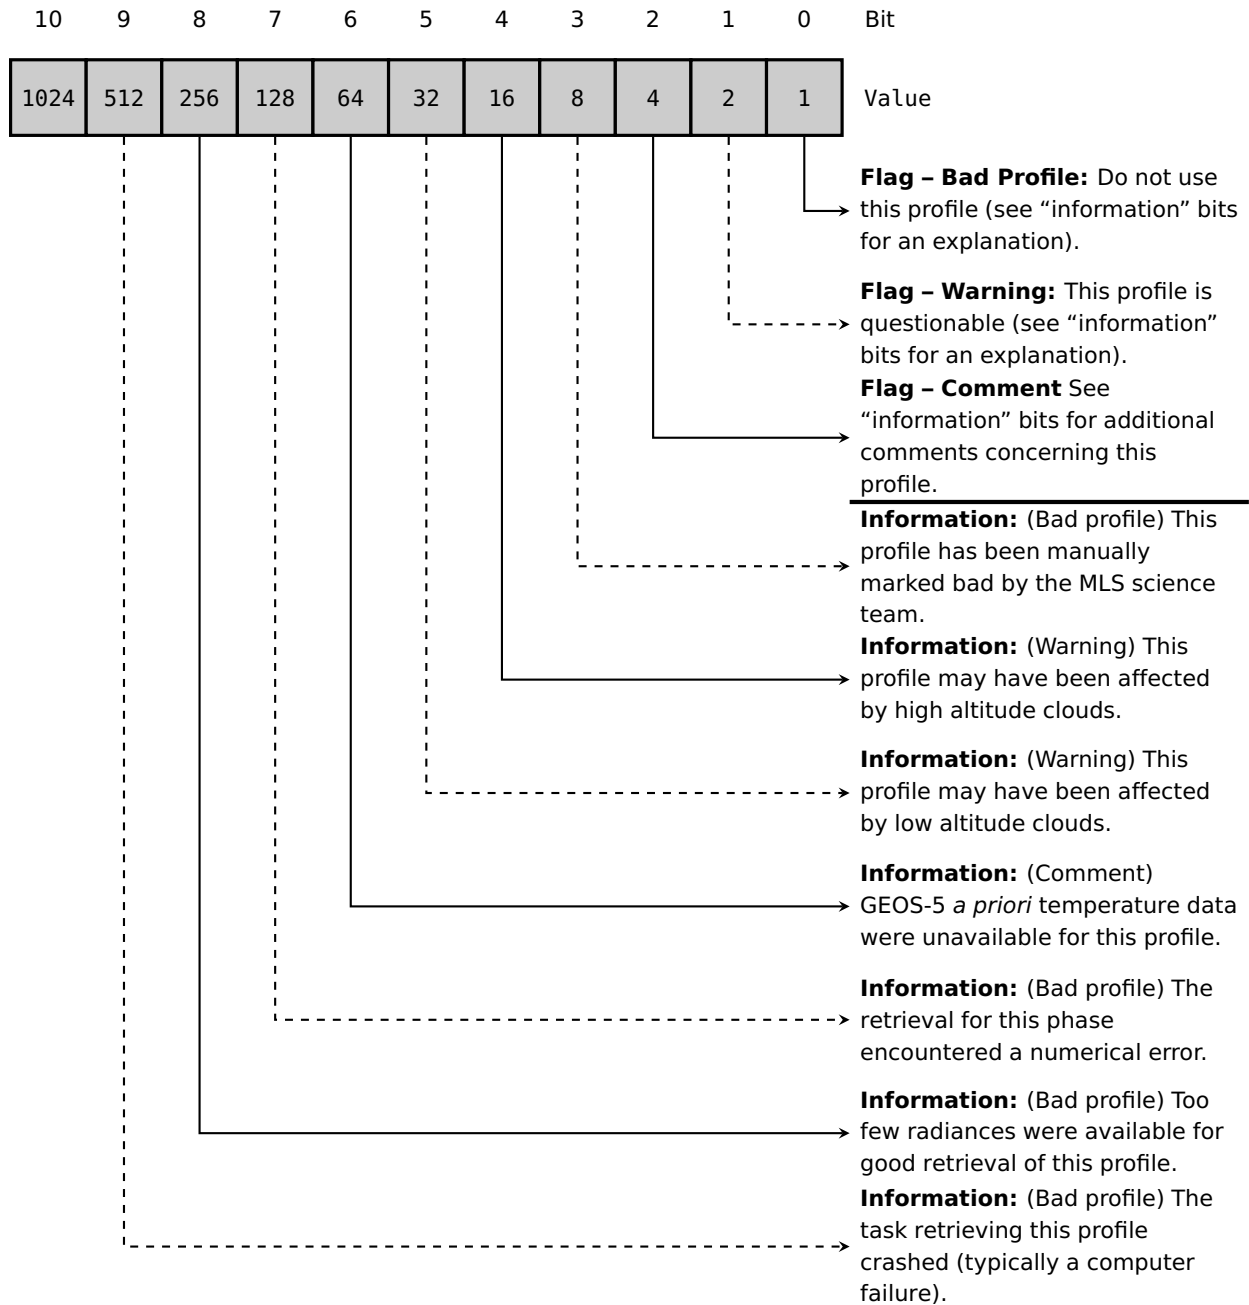 10 9 8 7 6 5 4 3 2 1 0 Bit
1024 512 256 128 64 32 16 8 4 2 1 Value
Flag – Bad Profile: Do not use
this profile (see “information” bits
for an explanation).
Flag – Warning: This profile is
questionable (see “information”
bits for an explanation).
Flag – Comment See
“information” bits for additional
comments concerning this
profile.
Information: (Bad profile) This
profile has been manually
marked bad by the MLS science
team.
Information: (Warning) This
profile may have been affected
by high altitude clouds.
Information: (Warning) This
profile may have been affected
by low altitude clouds.
Information: (Comment)
GEOS-5 a priori temperature data
were unavailable for this profile.
Information: (Bad profile) The
retrieval for this phase
encountered a numerical error.
Information: (Bad profile) Too
few radiances were available for
good retrieval of this profile.
Information: (Bad profile) The
task retrieving this profile
crashed (typically a computer
failure).